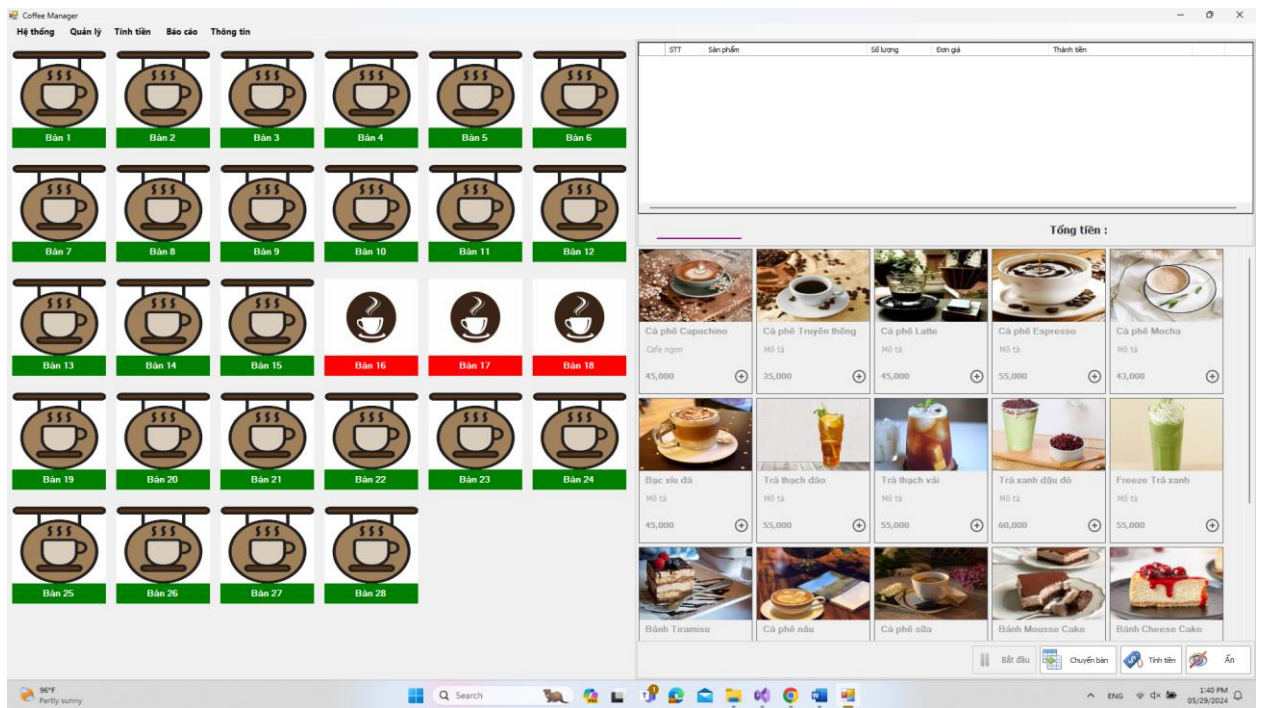 Coffee Manager
Hệ thống Quản lý Tính tiền Báo cáo Thông tin
STT Sản phẩm Số lượng Đơn giá Thành tiền
Bàn 1 Bàn 2 Bàn 3 Bàn 4 Bàn 5 Bàn 6
Bàn 7 Bàn 8 Bàn 9 Bàn 10 Bàn 11 Bàn 12
Bàn 13 Bàn 14 Bàn 15 Bàn 16 Bàn 17 Bàn 18
Bàn 19 Bàn 20 Bàn 21 Bàn 22 Bàn 23 Bàn 24
Bàn 25 Bàn 26 Bàn 27 Bàn 28
Tổng tiền :
Cà phê Capuchino Cà phê Truyền thống Cà phê Latte Cà phê Espresso Cà phê Mocha
Cafe ngon Mô tả Mô tả Mô tả Mô tả
45,000 35,000 45,000 55,000 43,000
Bạc xỉu đá Trà thạch đào Trà thạch vải Trà xanh đậu đỏ Freeze Trà xanh
Mô tả Mô tả Mô tả Mô tả Mô tả
45,000 55,000 55,000 60,000 55,000
Bánh Tiramisu Cà phê nâu Cà phê sữa Bánh Mousse Cake Bánh Cheese Cake
Bắt đầu Chuyển bàn Tính tiền Ẩn
96°F
Partly sunny
Search
ENG
1:40 PM
05/29/2024